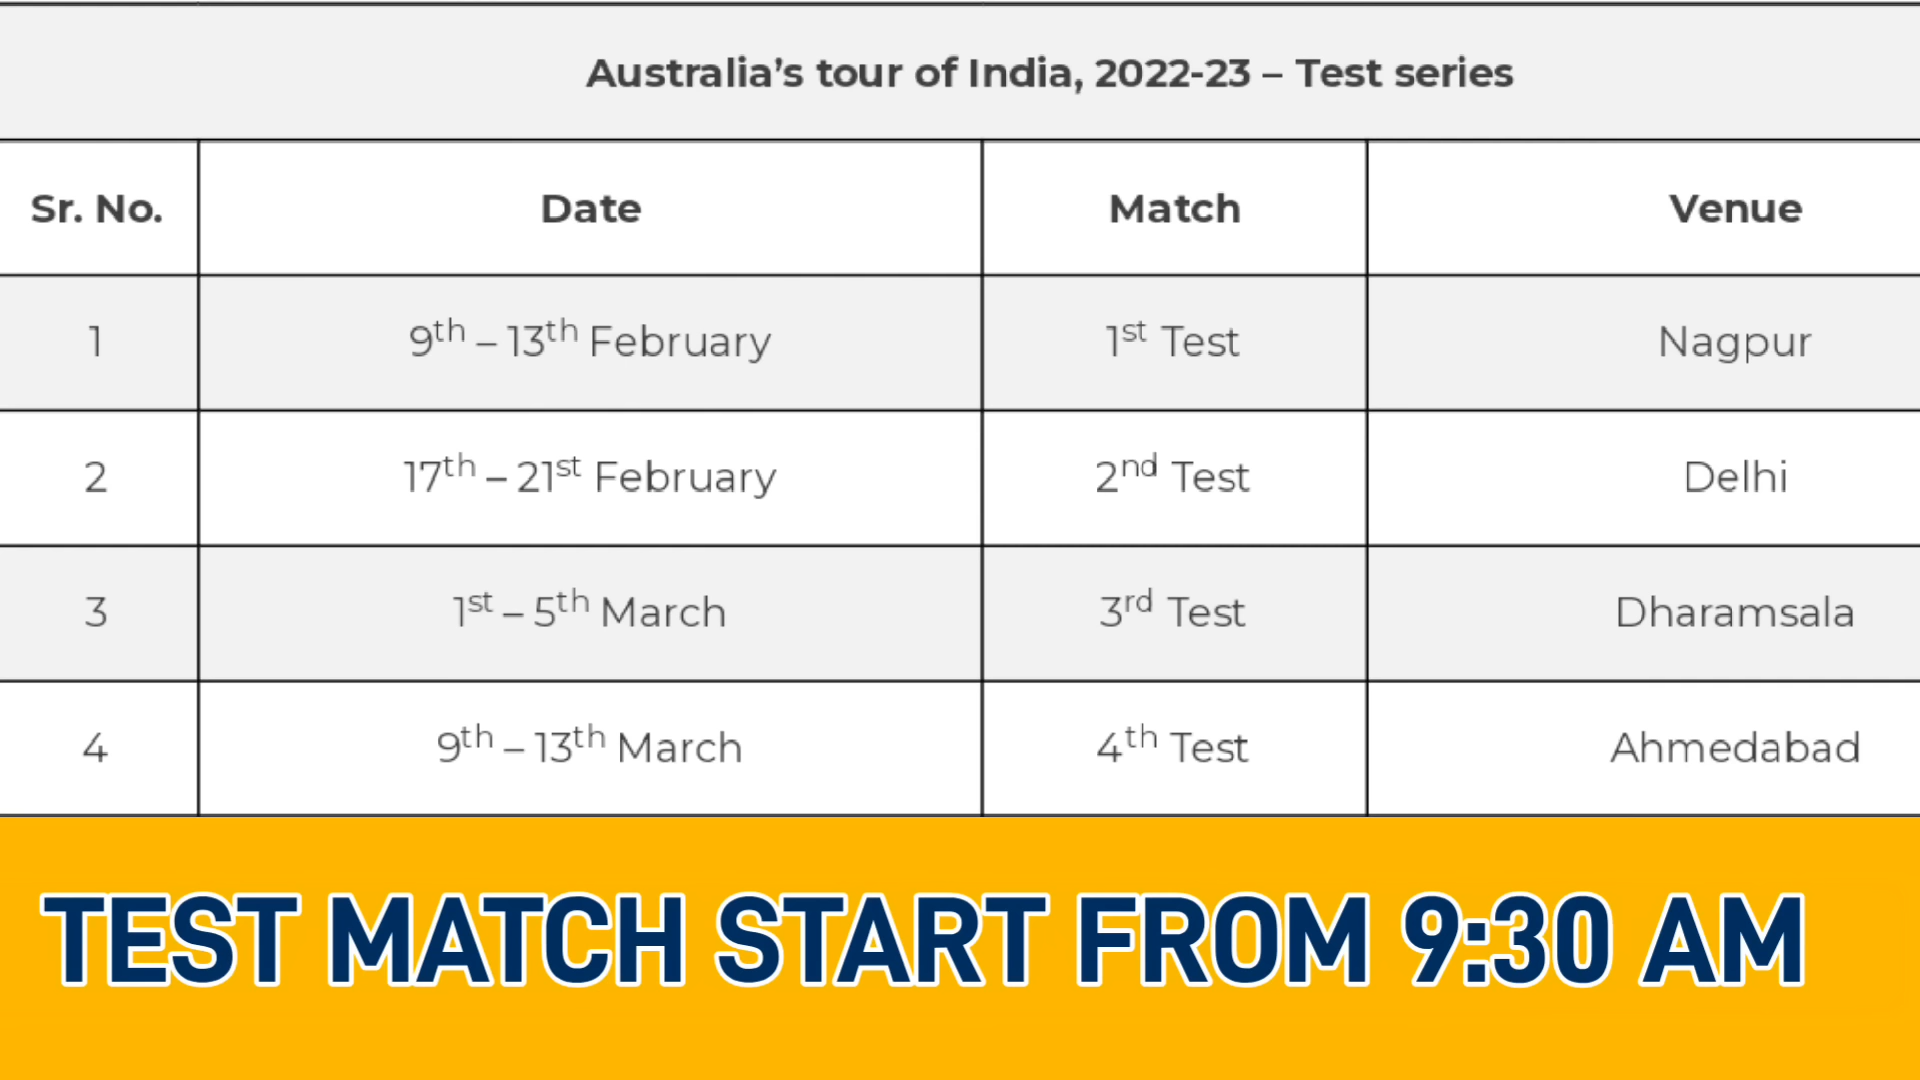 Australia's tour of India, 2022-23 – Test series
Sr. No. Date Match Venue
1 9th – 13th February 1st Test Nagpur
2 17th – 21st February 2nd Test Delhi
3 1st – 5th March 3rd Test Dharamsala
4 9th – 13th March 4th Test Ahmedabad
TEST MATCH START FROM 9:30 AM